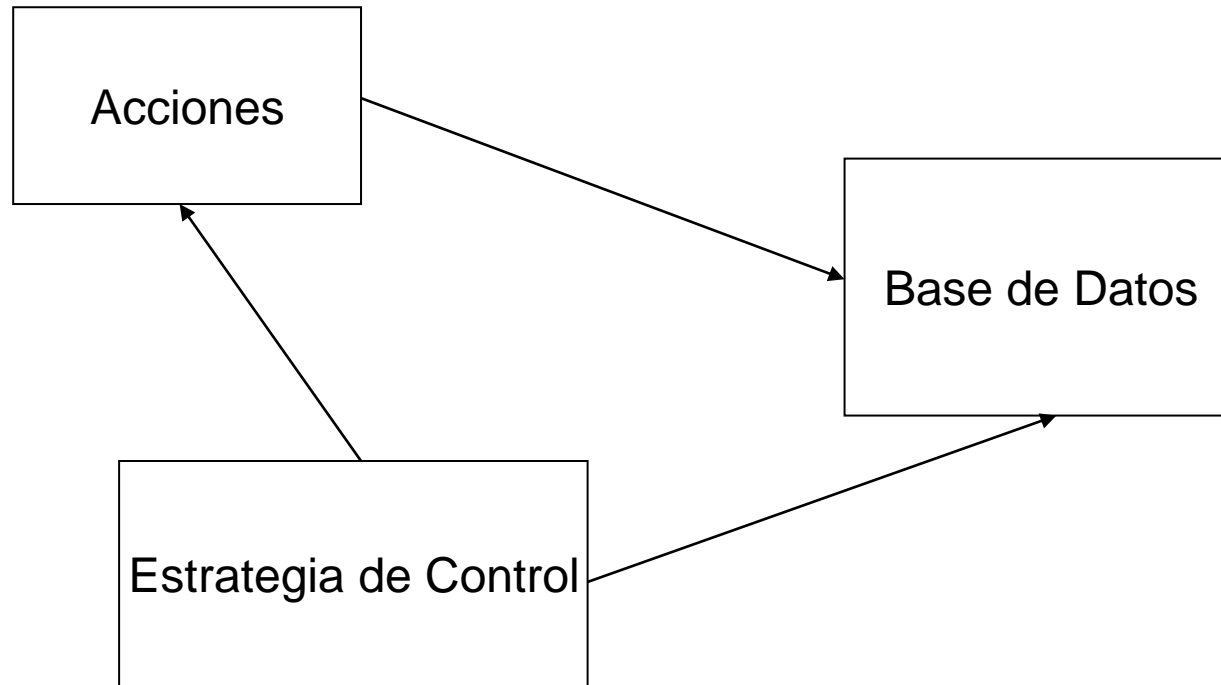 Acciones
Base de Datos
Estrategia de Control